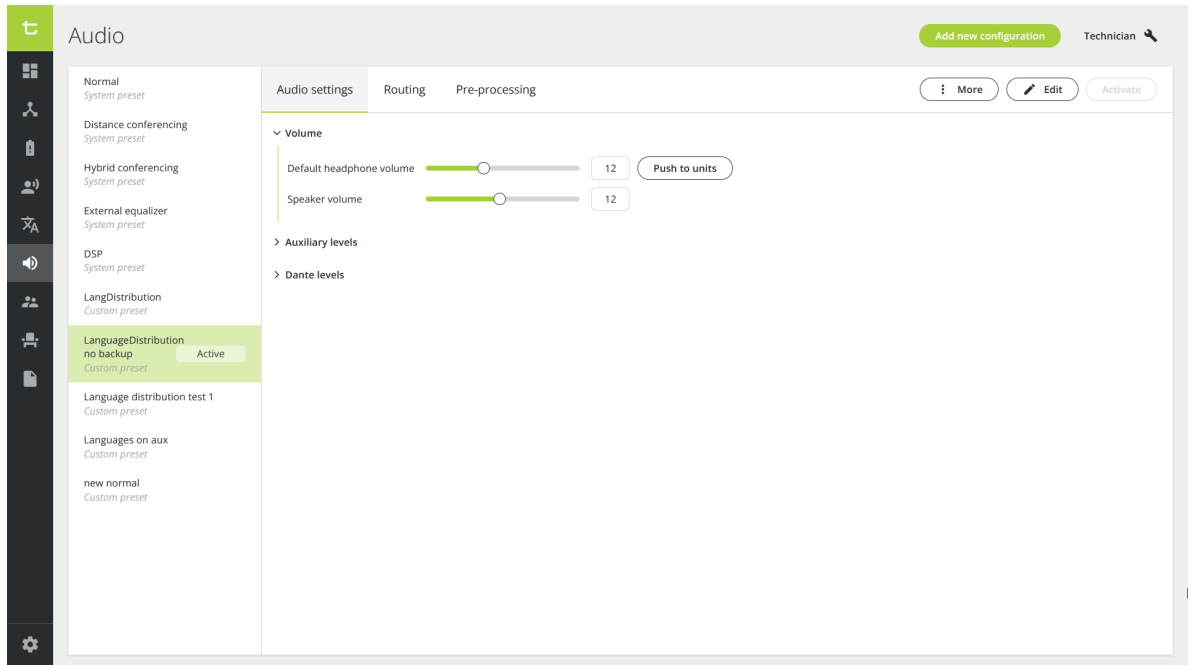 Audio
Add new configuration
Technician
Normal
System preset
Distance conferencing
System preset
Hybrid conferencing
System preset
External equalizer
System preset
DSP
System preset
LangDistribution
Custom preset
LanguageDistribution
no backup
Active
Custom preset
Language distribution test 1
Custom preset
Languages on aux
Custom preset
new normal
Custom preset
Audio settings
Routing
Pre-processing
More
Edit
Activate
Volume
Default headphone volume
12
Push to units
Speaker volume
12
Auxiliary levels
Dante levels